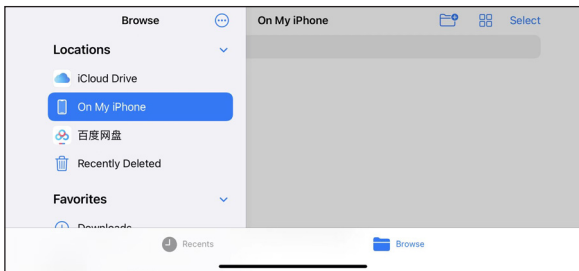 Browse
On My iPhone
Select
Locations
iCloud Drive
On My iPhone
百度网盘
Recently Deleted
Favorites
Downloads
Recents
Browse